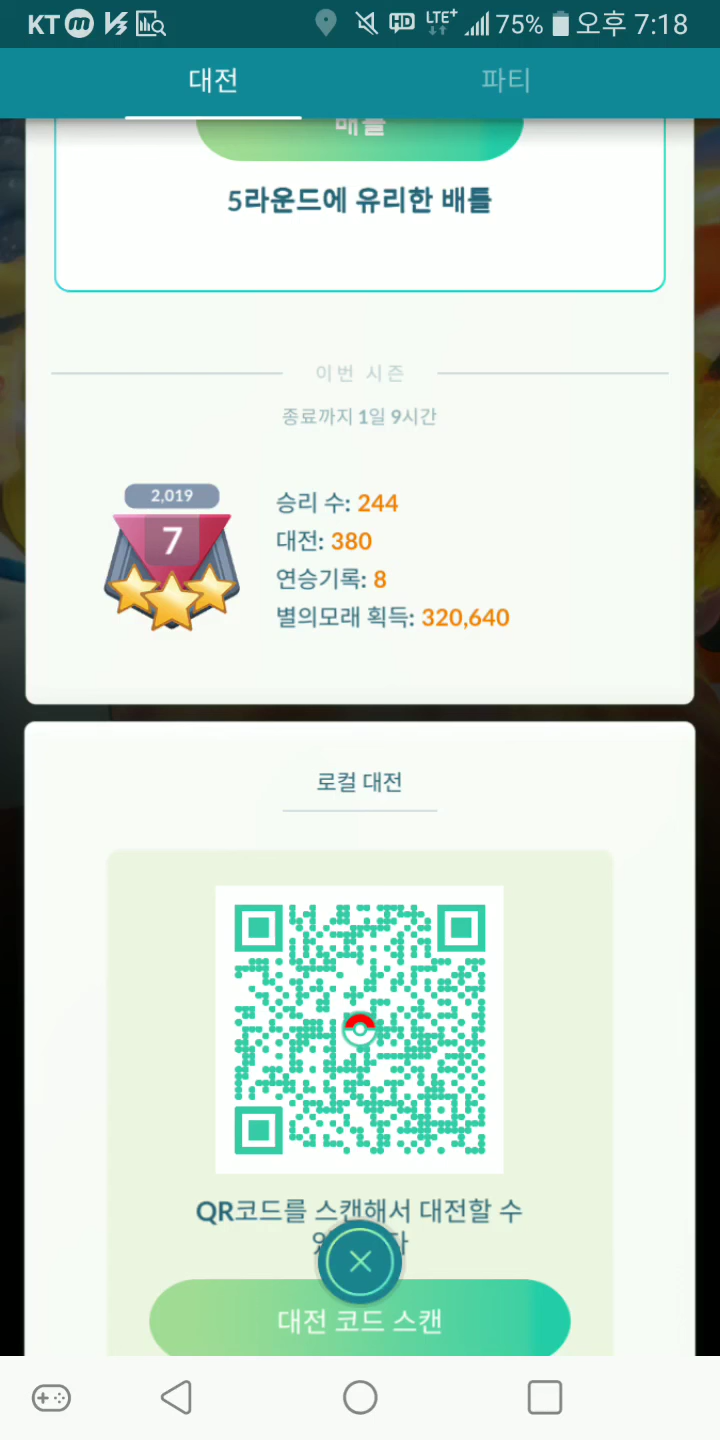 KT
HD LTE+ 75% 오후 7:18
대전 파티
배틀
5라운드에 유리한 배틀
이번 시즌
종료까지 1일 9시간
2,019
7
승리 수: 244
대전: 380
연승기록: 8
별의모래 획득: 320,640
로컬 대전
QR코드를 스캔해서 대전할 수
대전 코드 스캔